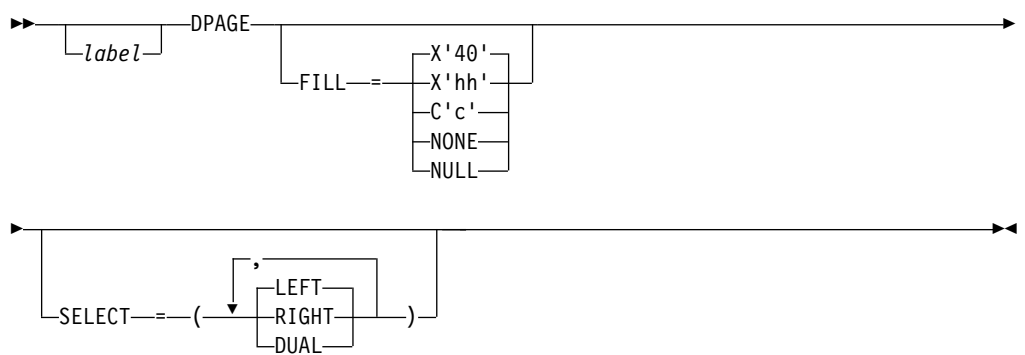 label DPAGE
FILL = X'40'
X'hh'
C'c'
NONE
NULL
,
SELECT = ( LEFT
RIGHT )
DUAL